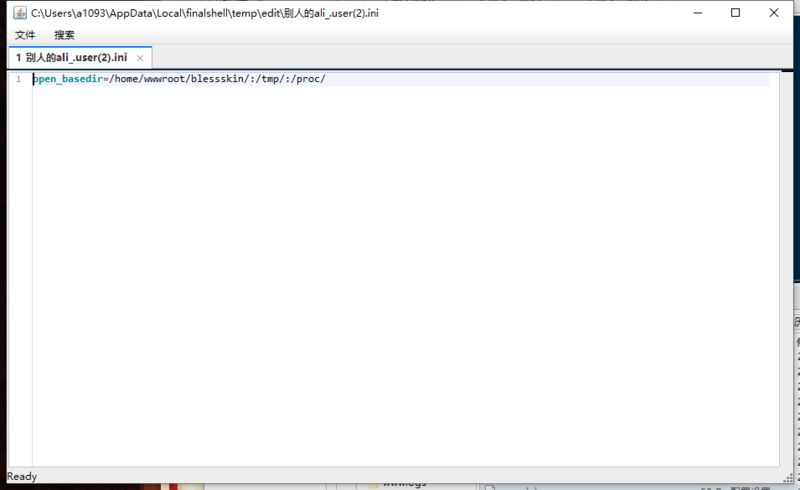 C:\Users\a1093\AppData\Local\finalshell\temp\edit\别人的ali_.user(2).ini
文件 搜索
1 别人的ali_.user(2).ini
1 open_basedir=/home/wwwroot/blessskin/:/tmp/:/proc/
Ready